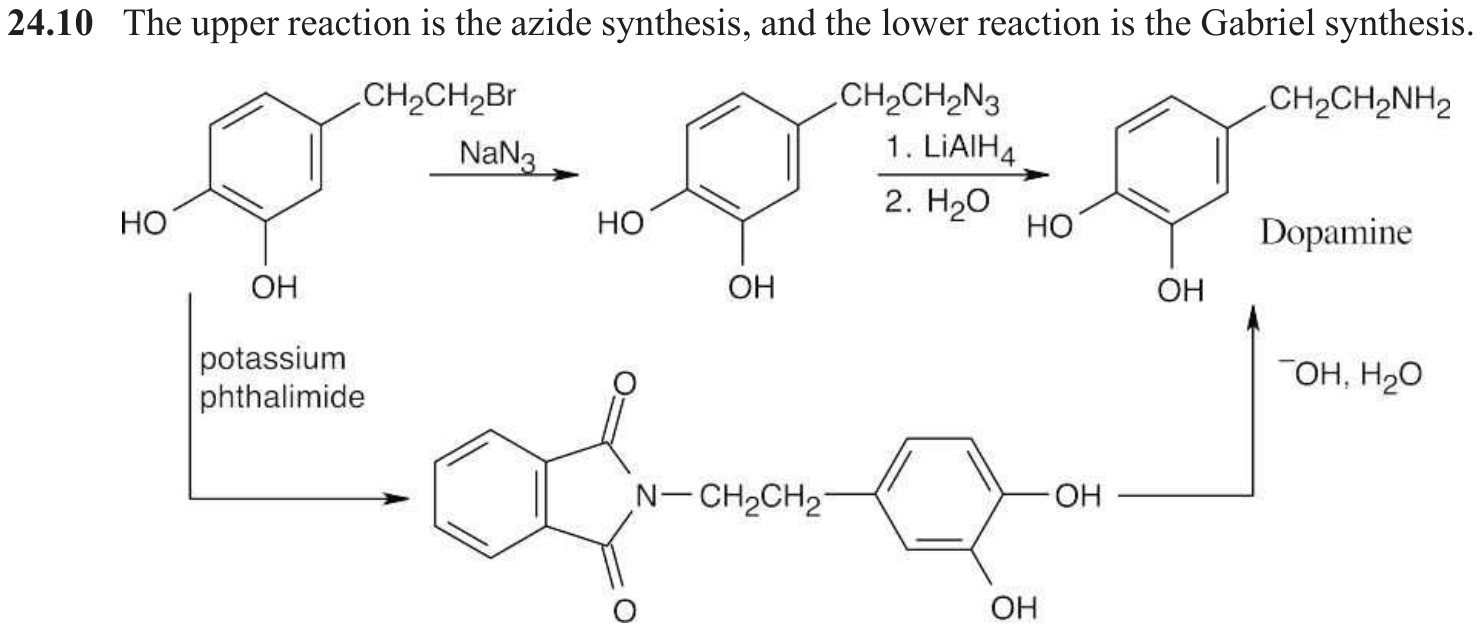 24.10 The upper reaction is the azide synthesis, and the lower reaction is the Gabriel synthesis.
CH₂CH₂Br
NaN₃
HO
OH
CH₂CH₂N₃
1. LiAlH₄
2. H₂O
HO
OH
CH₂CH₂NH₂
HO
Dopamine
OH
potassium
phthalimide
O
N
CH₂CH₂
O
OH
OH
⁻OH, H₂O